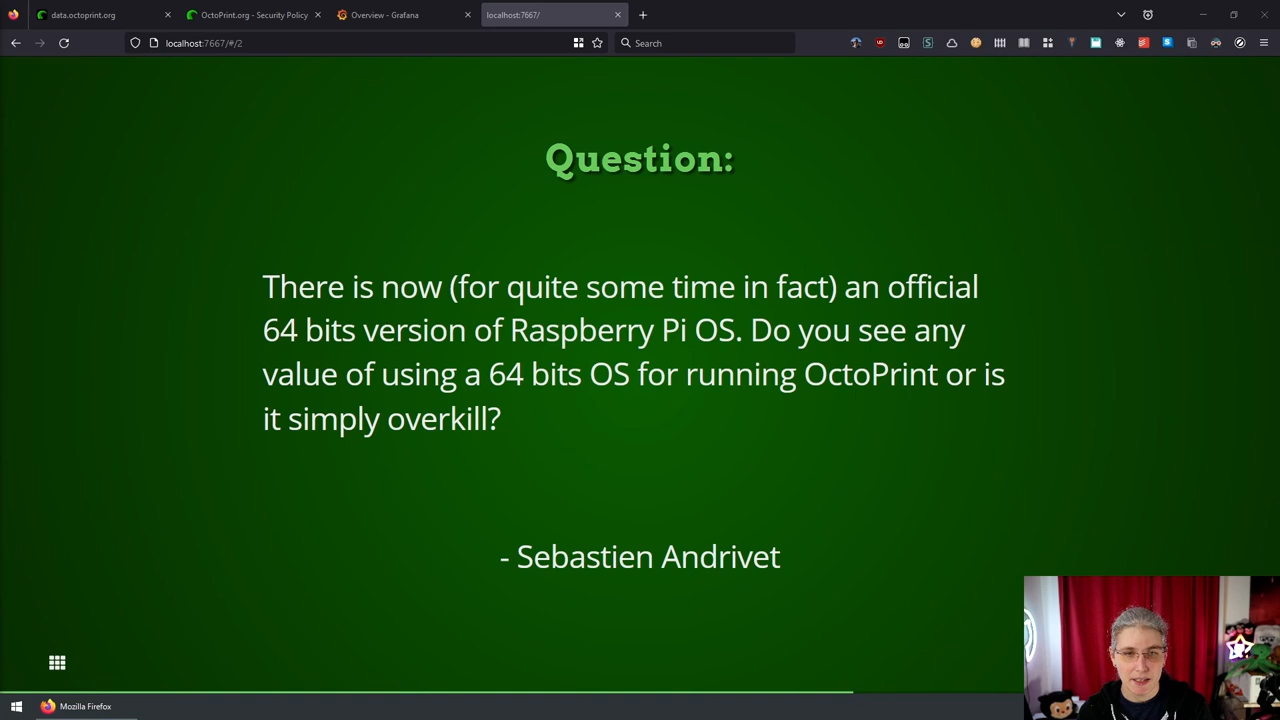 data.octoprint.org
OctoPrint.org - Security Policy
Overview - Grafana
localhost:7667/
localhost:7667/#/2
Search
Question:
There is now (for quite some time in fact) an official
64 bits version of Raspberry Pi OS. Do you see any
value of using a 64 bits OS for running OctoPrint or is
it simply overkill?
- Sebastien Andrivet
Mozilla Firefox